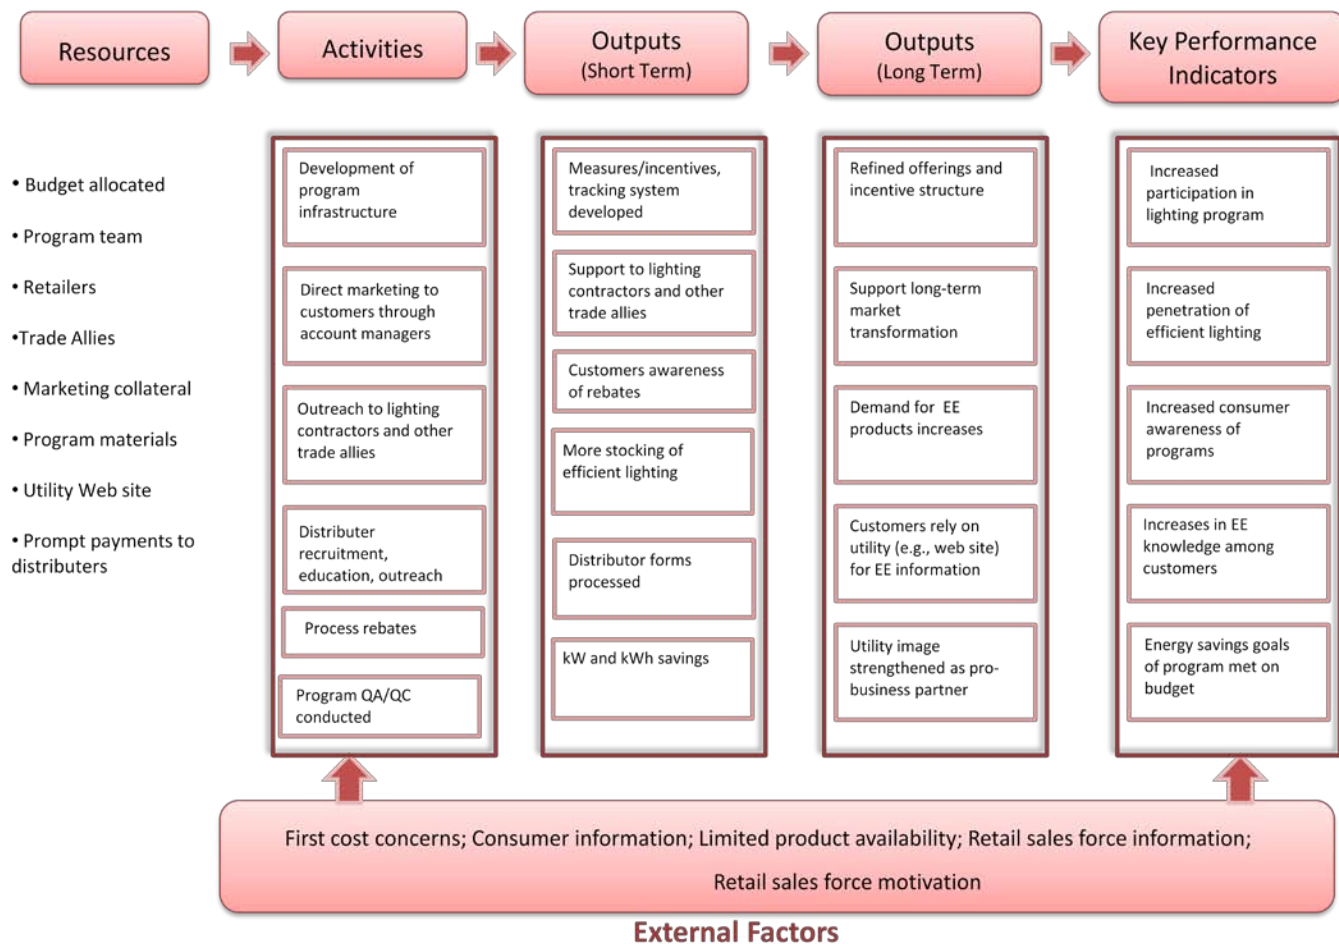 Resources
Activities
Outputs
(Short Term)
Outputs
(Long Term)
Key Performance
Indicators
• Budget allocated
• Program team
• Retailers
•Trade Allies
• Marketing collateral
• Program materials
• Utility Web site
• Prompt payments to
distributers
Development of
program
infrastructure
Direct marketing to
customers through
account managers
Outreach to lighting
contractors and other
trade allies
Distributer
recruitment,
education, outreach
Process rebates
Program QA/QC
conducted
Measures/incentives,
tracking system
developed
Support to lighting
contractors and other
trade allies
Customers awareness
of rebates
More stocking of
efficient lighting
Distributor forms
processed
kW and kWh savings
Refined offerings and
incentive structure
Support long-term
market
transformation
Demand for EE
products increases
Customers rely on
utility (e.g., web site)
for EE information
Utility image
strengthened as pro-
business partner
Increased
participation in
lighting program
Increased
penetration of
efficient lighting
Increased consumer
awareness of
programs
Increases in EE
knowledge among
customers
Energy savings goals
of program met on
budget
First cost concerns; Consumer information; Limited product availability; Retail sales force information;
Retail sales force motivation
External Factors